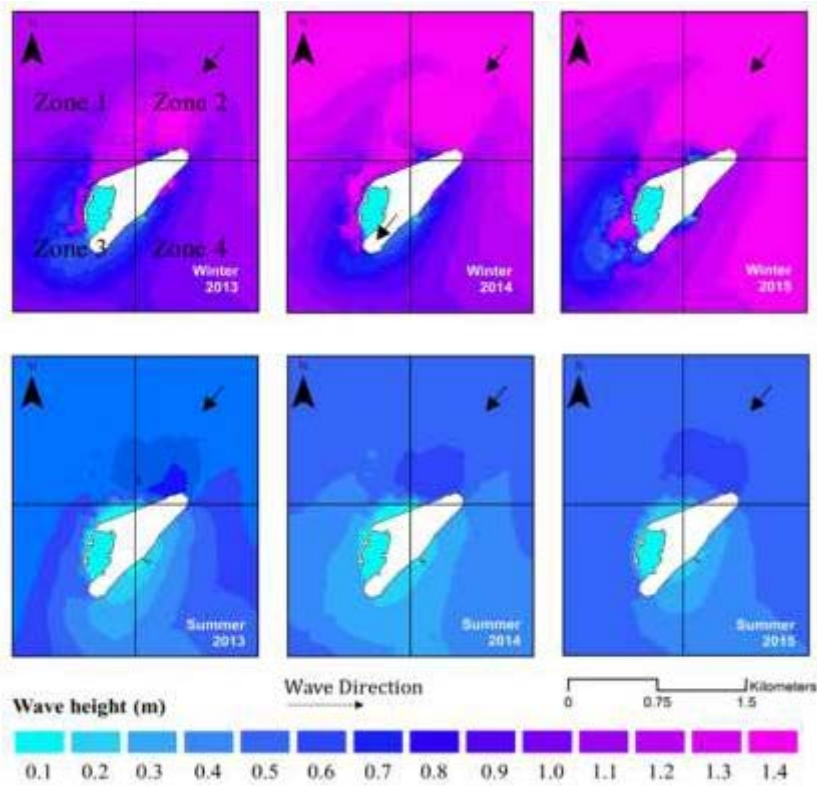 N N N
Zone 1 Zone 2
Zone 3 Zone 4
Winter
2013
Winter
2014
Winter
2015
N N N
Summer
2013
Summer
2014
Summer
2015
Wave height (m)
Wave Direction
Kilometers
0 0.75 1.5
0.1 0.2 0.3 0.4 0.5 0.6 0.7 0.8 0.9 1.0 1.1 1.2 1.3 1.4